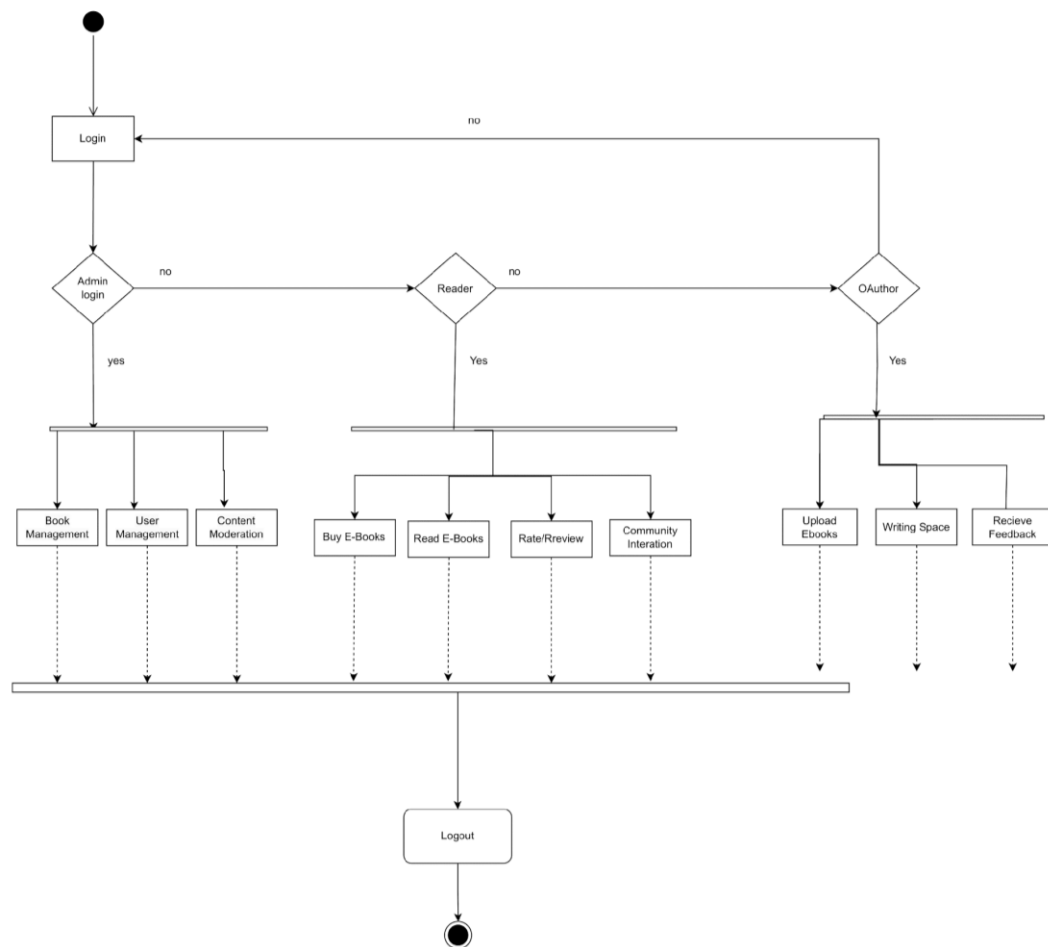 no
Login
Admin
login
no
Reader
no
OAuthor
yes
Yes
Yes
Book
Management
User
Management
Content
Moderation
Buy E-Books
Read E-Books
Rate/Rreview
Community
Interation
Upload
Ebooks
Writing Space
Recieve
Feedback
Logout